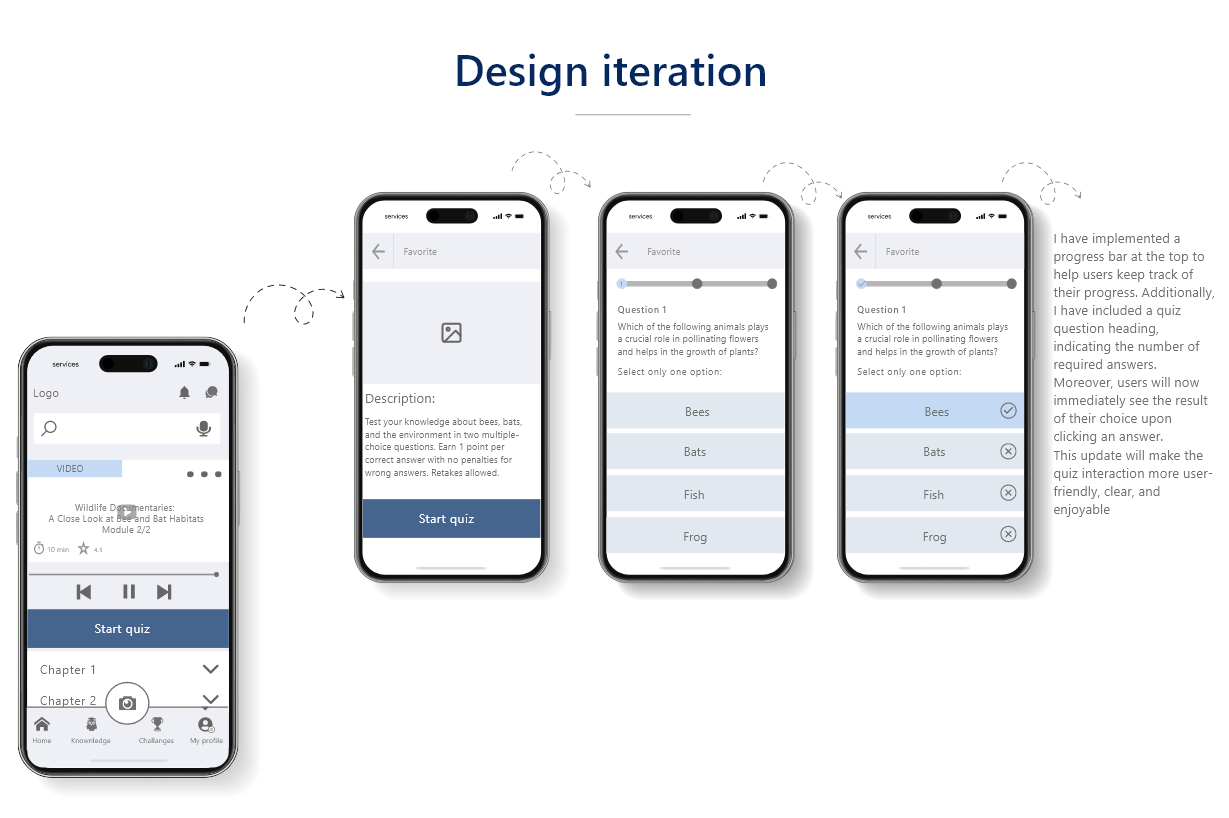 Design iteration
services
Logo
VIDEO
Wildlife Documentaries:
A Close Look at Bee and Bat Habitats
Module 2/2
10 min
4.5
Start quiz
Chapter 1
Chapter 2
Home
Knownledge
Challanges
My profile
services
Favorite
Description:
Test your knowledge about bees, bats,
and the environment in two multiple-
choice questions. Earn 1 point per
correct answer with no penalties for
wrong answers. Retakes allowed.
Start quiz
services
Favorite
1
Question 1
Which of the following animals plays
a crucial role in pollinating flowers
and helps in the growth of plants?
Select only one option:
Bees
Bats
Fish
Frog
services
Favorite
Question 1
Which of the following animals plays
a crucial role in pollinating flowers
and helps in the growth of plants?
Select only one option:
Bees
Bats
Fish
Frog
I have implemented a
progress bar at the top to
help users keep track of
their progress. Additionally,
I have included a quiz
question heading,
indicating the number of
required answers.
Moreover, users will now
immediately see the result
of their choice upon
clicking an answer.
This update will make the
quiz interaction more user-
friendly, clear, and
enjoyable